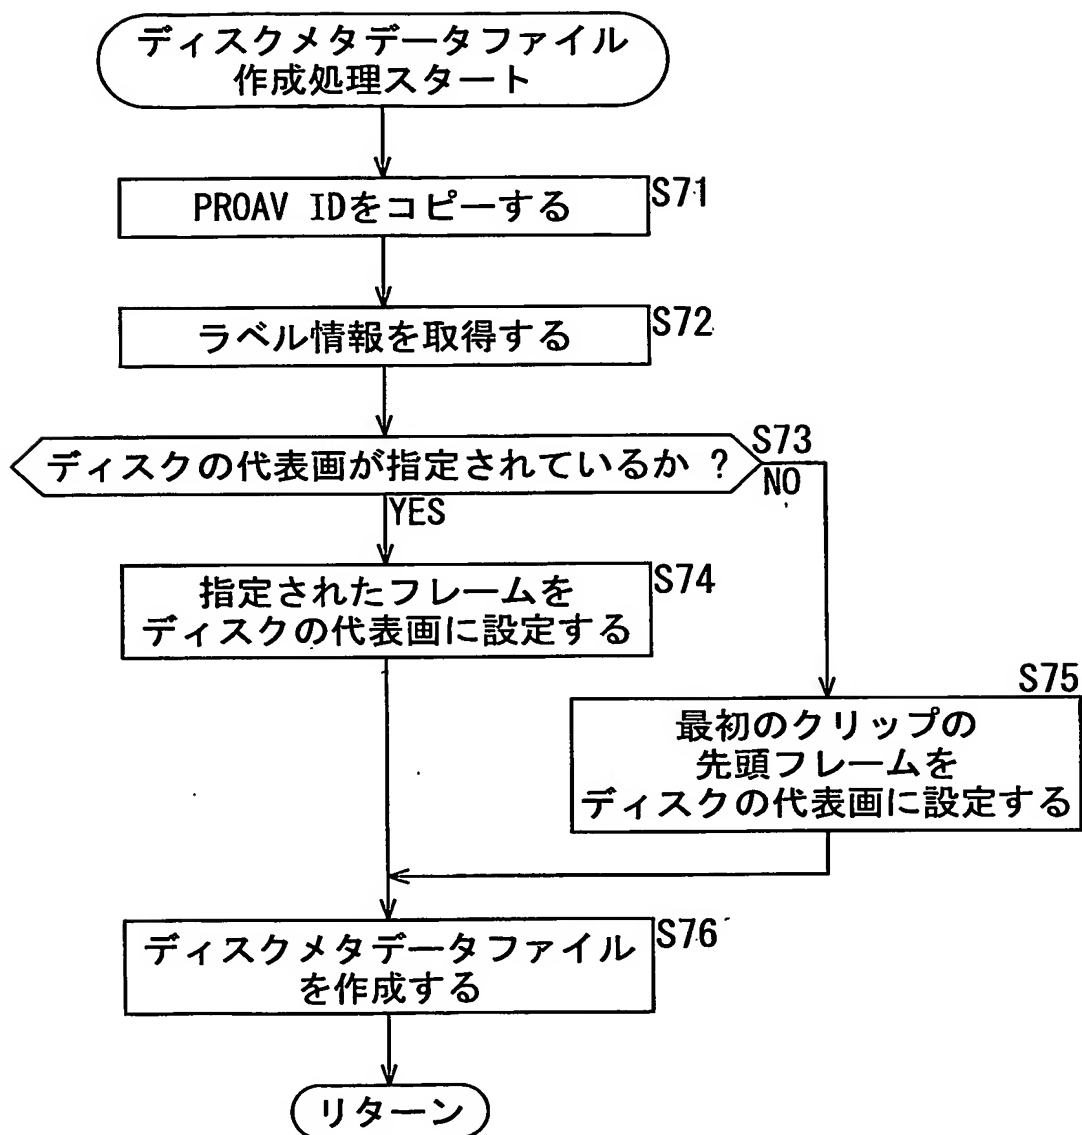 ディスクメタデータファイル
作成処理スタート
PROAV IDをコピーする
S71
ラベル情報を取得する
S72
ディスクの代表画が指定されているか ?
S73
NO
YES
指定されたフレームを
ディスクの代表画に設定する
S74
S75
最初のクリップの
先頭フレームを
ディスクの代表画に設定する
ディスクメタデータファイル
を作成する
S76
リターン